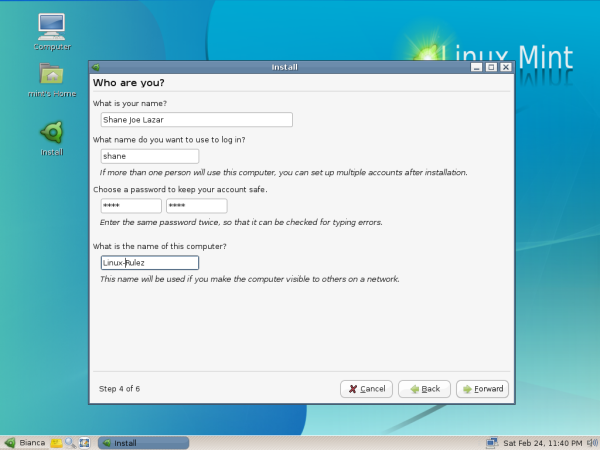 Computer
Linux Mint
Install
mint's Home
Who are you?
What is your name?
Shane Joe Lazar
What name do you want to use to log in?
Install
shane
If more than one person will use this computer, you can set up multiple accounts after installation.
Choose a password to keep your account safe.
**** ****
Enter the same password twice, so that it can be checked for typing errors.
What is the name of this computer?
Linux-Rulez
This name will be used if you make the computer visible to others on a network.
Step 4 of 6
Cancel Back Forward
Bianca Install Sat Feb 24, 11:40 PM